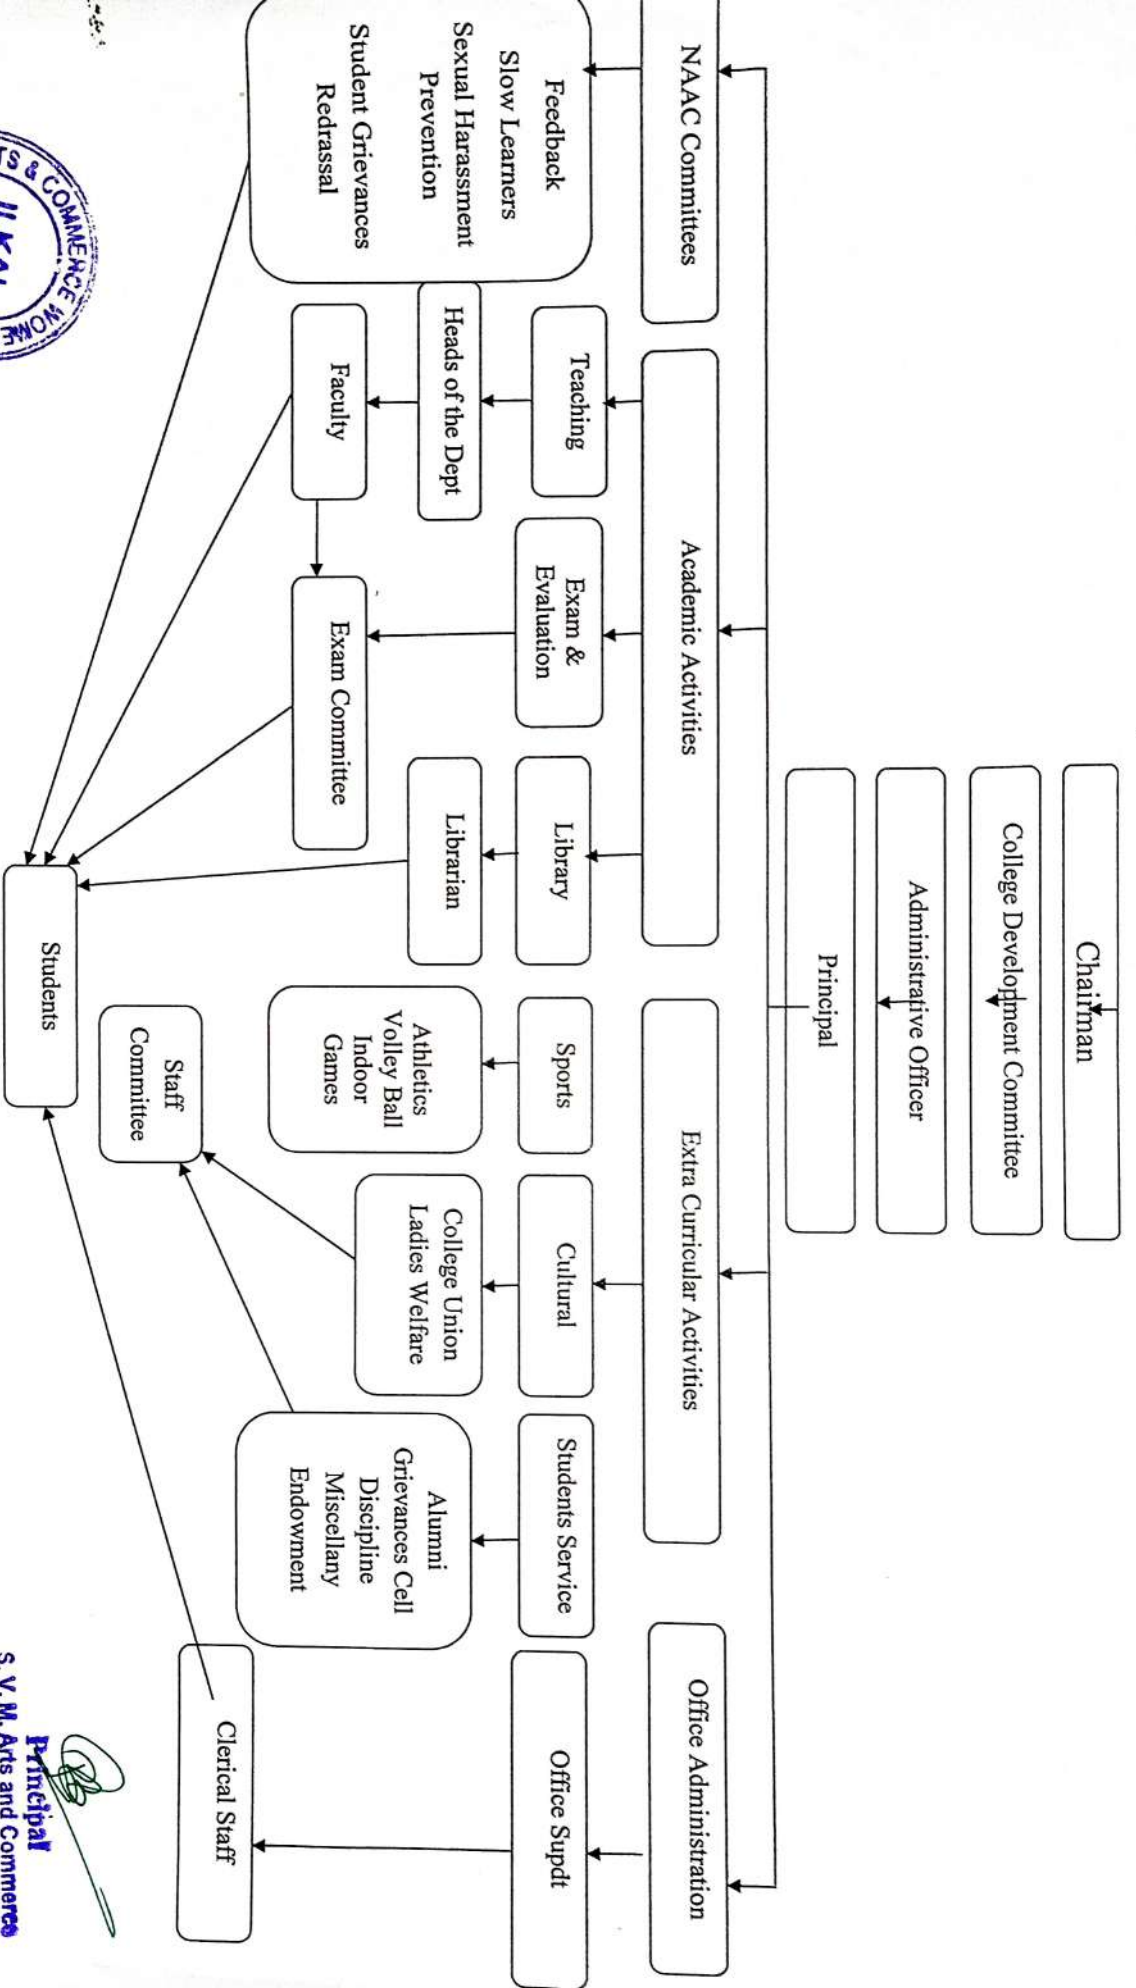 Chairman
College Development Committee
Administrative Officer
Principal
NAAC Committees
Academic Activities
Extra Curricular Activities
Office Administration
Feedback
Slow Learners
Sexual Harassment
Prevention
Student Grievances
Redrassal
Teaching
Exam &
Evaluation
Library
Sports
Cultural
Students Service
Office Supdt
Heads of the Dept
Librarian
Athletics
Volley Ball
Indoor
Games
College Union
Ladies Welfare
Alumni
Grievances Cell
Discipline
Miscellany
Endowment
Faculty
Exam Committee
Clerical Staff
Staff
Committee
Students
TS & COMMERCE WOME
Principal
S. V. M. Arts and Commerce